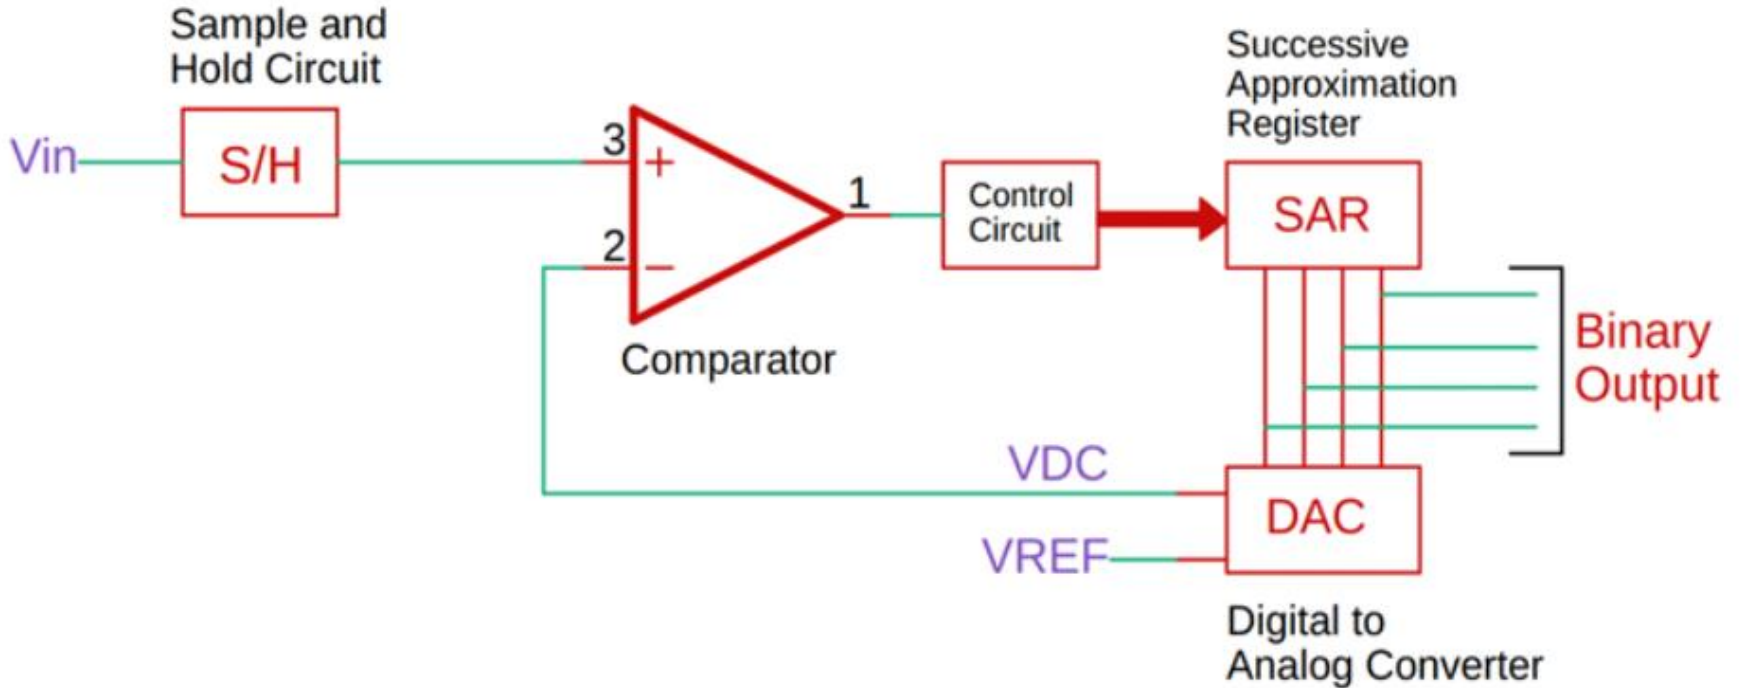 Sample and
Hold Circuit
Vin
S/H
3
+
2
−
1
Comparator
Control
Circuit
Successive
Approximation
Register
SAR
Binary
Output
VDC
VREF
DAC
Digital to
Analog Converter